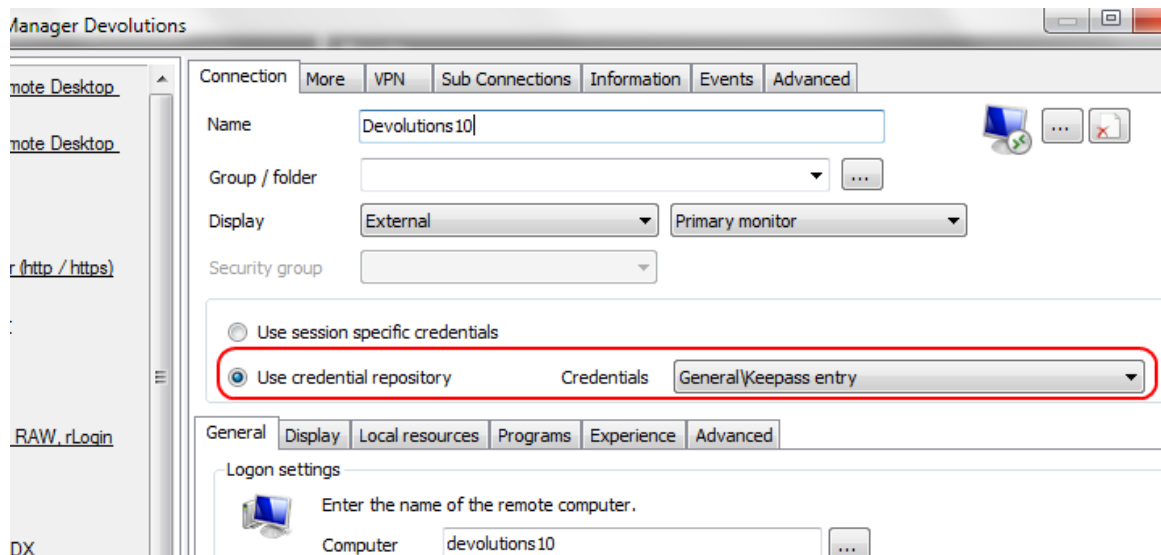 Manager Devolutions
mote Desktop
mote Desktop
r (http / https)
RAW, rLogin
DX
Connection More VPN Sub Connections Information Events Advanced
Name Devolutions10 ...
Group / folder ...
Display External Primary monitor
Security group
Use session specific credentials
Use credential repository Credentials General\Keepass entry
General Display Local resources Programs Experience Advanced
Logon settings
Enter the name of the remote computer.
Computer devolutions10 ...